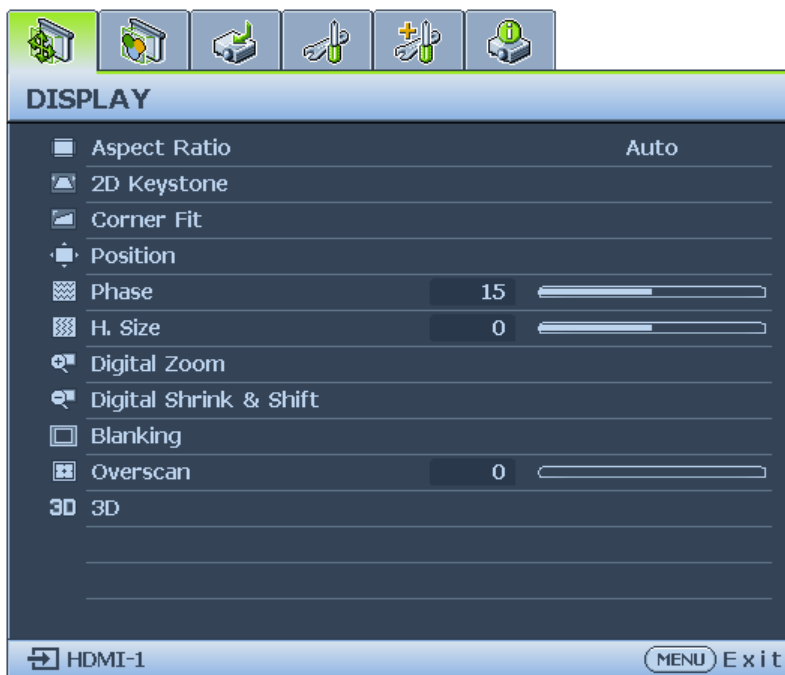 DISPLAY
Aspect Ratio Auto
2D Keystone
Corner Fit
Position
Phase 15
H. Size 0
Digital Zoom
Digital Shrink & Shift
Blanking
Overscan 0
3D 3D
HDMI-1 MENU Exit